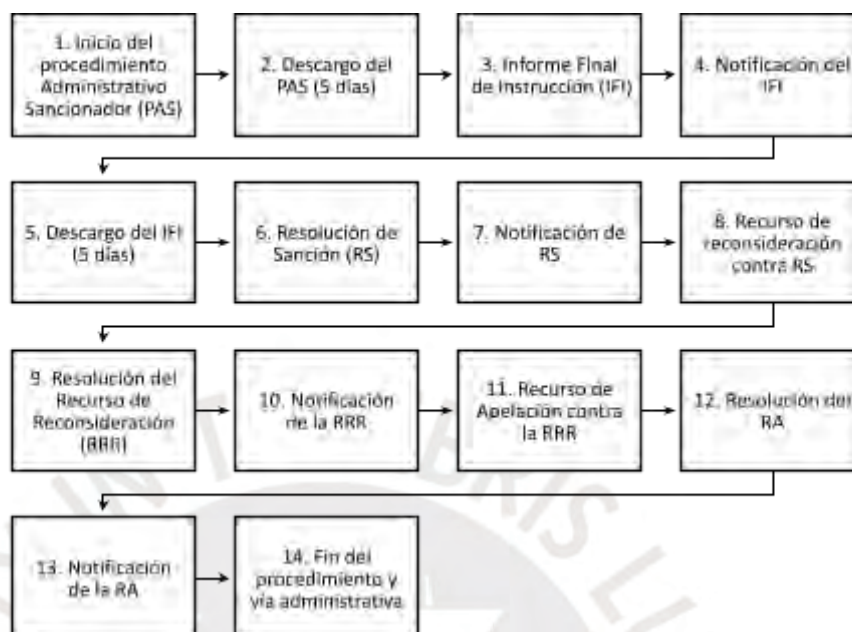 1. Inicio del
procedimiento
Administrativo
Sancionador (PAS)
2. Descargo del
PAS (5 días)
3. Informe Final
de Instrucción (IFI)
4. Notificación del
IFI
5. Descargo del IFI
(5 días)
6. Resolución de
Sanción (RS)
7. Notificación de
RS
8. Recurso de
reconsideración
contra RS
9. Resolución del
Recurso de
Reconsideración
(RRR)
10. Notificación
de la RRR
11. Recurso de
Apelación contra
la RRR
12. Resolución del
RA
13. Notificación
de la RA
14. Fin del
procedimiento y
vía administrativa